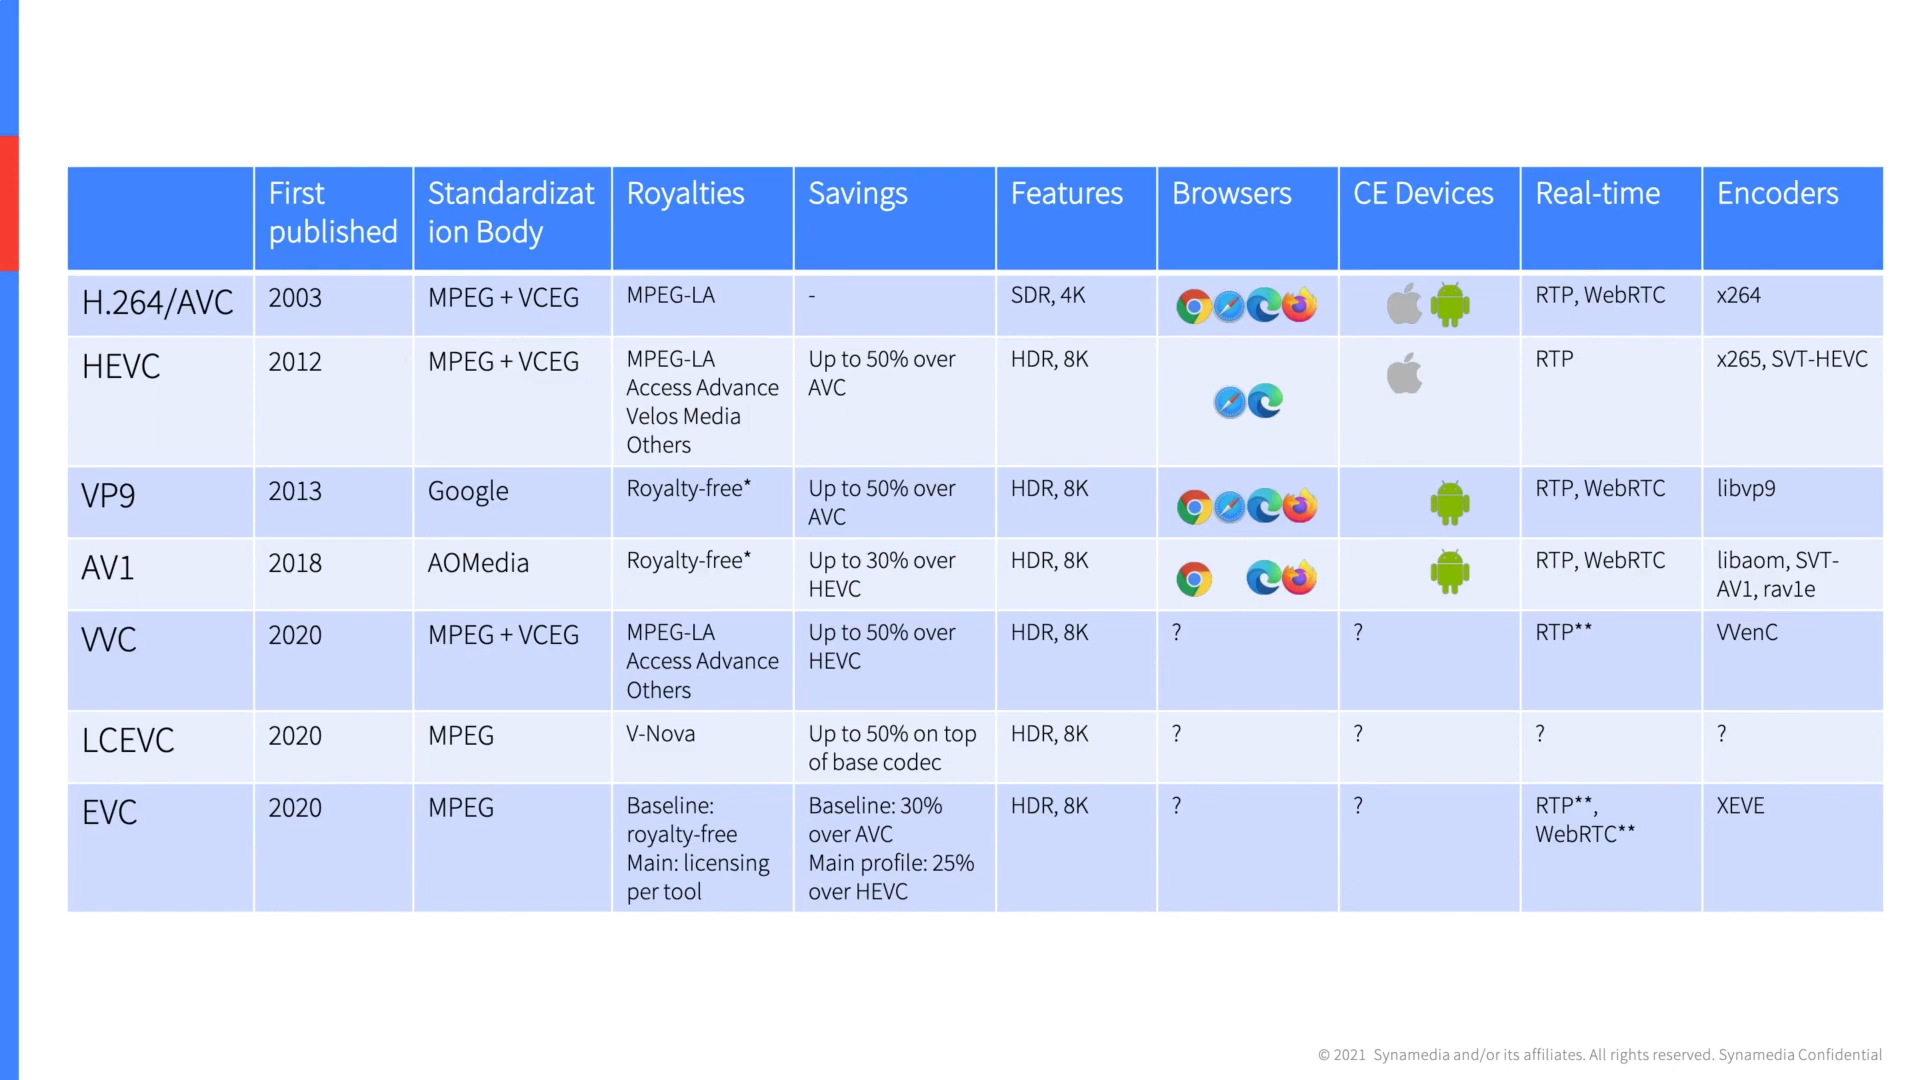 First
published
Standardizat
ion Body
Royalties
Savings
Features
Browsers
CE Devices
Real-time
Encoders
H.264/AVC
2003
MPEG + VCEG
MPEG-LA
-
SDR, 4K
RTP, WebRTC
x264
HEVC
2012
MPEG + VCEG
MPEG-LA
Access Advance
Velos Media
Others
Up to 50% over
AVC
HDR, 8K
RTP
x265, SVT-HEVC
VP9
2013
Google
Royalty-free*
Up to 50% over
AVC
HDR, 8K
RTP, WebRTC
libvp9
AV1
2018
AOMedia
Royalty-free*
Up to 30% over
HEVC
HDR, 8K
RTP, WebRTC
libaom, SVT-
AV1, rav1e
VVC
2020
MPEG + VCEG
MPEG-LA
Access Advance
Others
Up to 50% over
HEVC
HDR, 8K
?
?
RTP**
VVenC
LCEVC
2020
MPEG
V-Nova
Up to 50% on top
of base codec
HDR, 8K
?
?
?
?
EVC
2020
MPEG
Baseline:
royalty-free
Main: licensing
per tool
Baseline: 30%
over AVC
Main profile: 25%
over HEVC
HDR, 8K
?
?
RTP**,
WebRTC**
XEVE
© 2021 Synamedia and/or its affiliates. All rights reserved. Synamedia Confidential